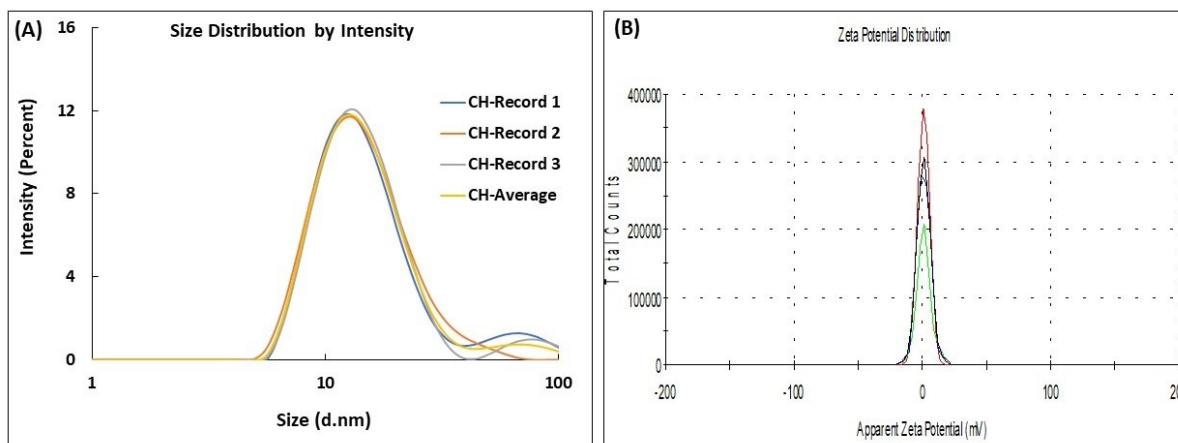 (A)
Size Distribution by Intensity
16
12
8
4
0
Intensity (Percent)
CH-Record 1
CH-Record 2
CH-Record 3
CH-Average
1
10
100
Size (d.nm)
(B)
Zeta Potential Distribution
400000
300000
200000
100000
0
Total Counts
-200
-100
0
100
200
Apparent Zeta Potential (mV)